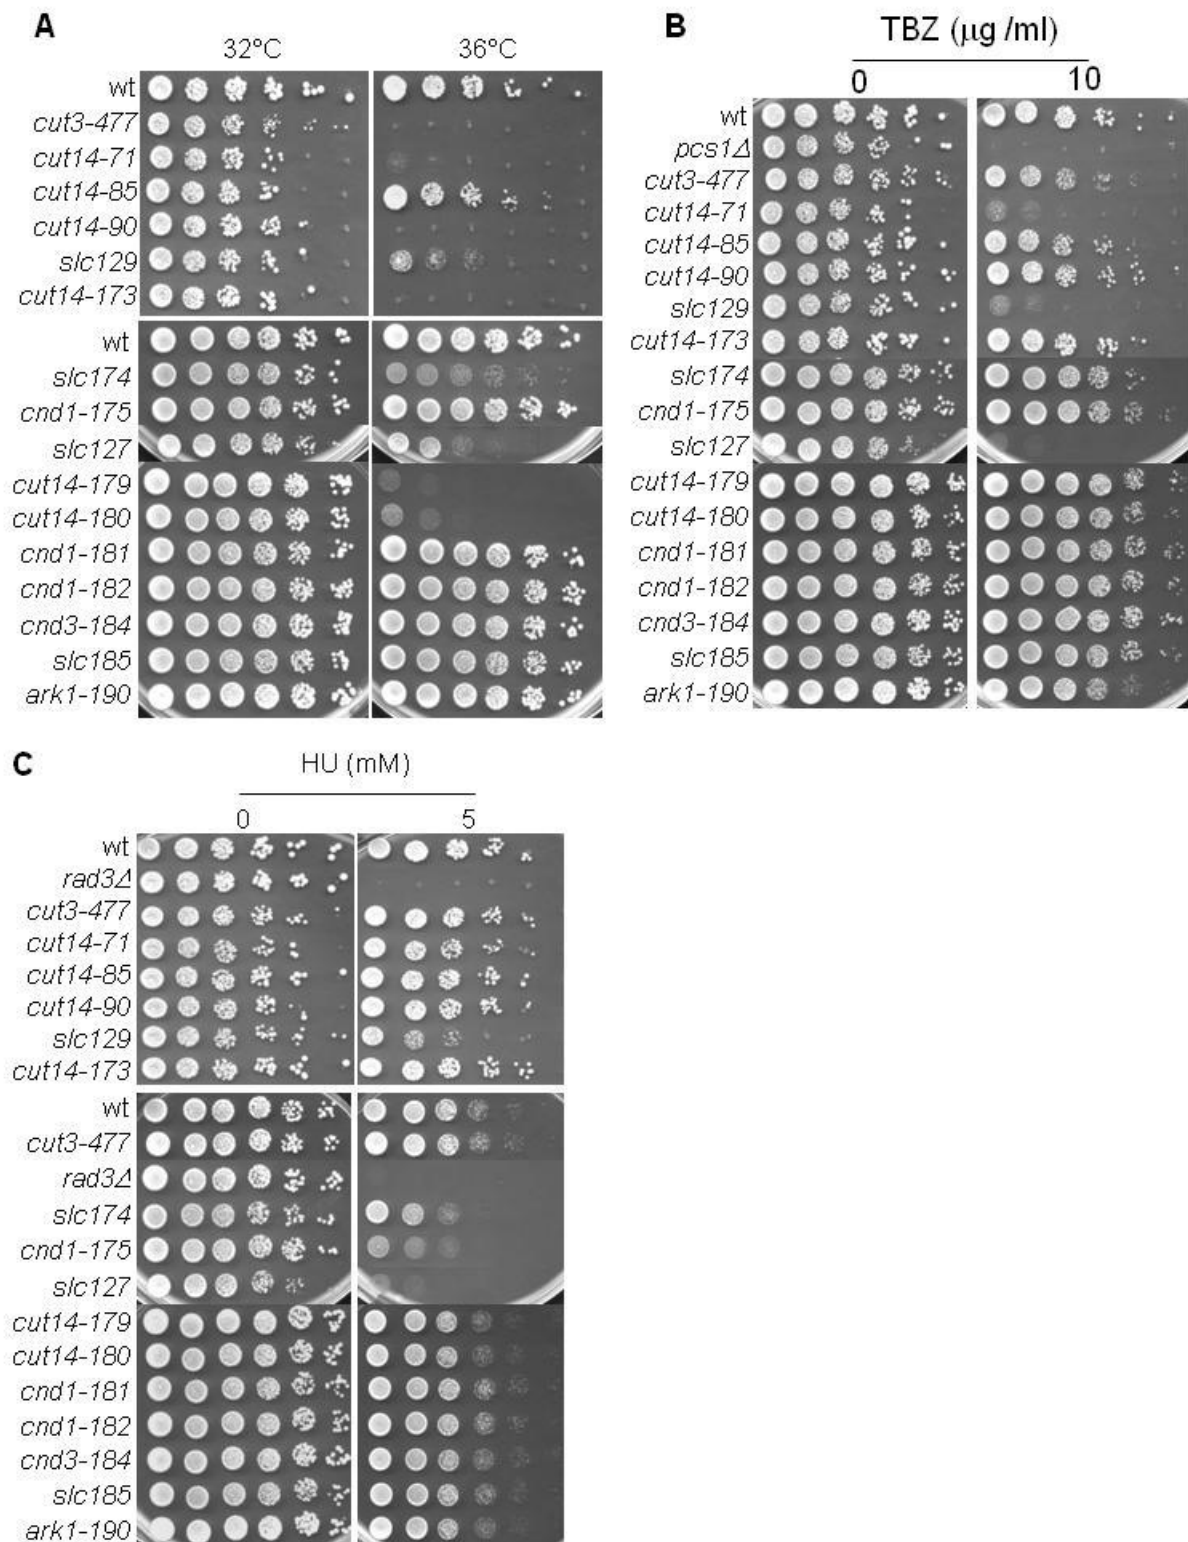 A
32°C 36°C
wt
cut3-477
cut14-71
cut14-85
cut14-90
slc129
cut14-173
wt
slc174
cnd1-175
slc127
cut14-179
cut14-180
cnd1-181
cnd1-182
cnd3-184
slc185
ark1-190
B
TBZ (µg /ml)
0 10
wt
pcs1Δ
cut3-477
cut14-71
cut14-85
cut14-90
slc129
cut14-173
slc174
cnd1-175
slc127
cut14-179
cut14-180
cnd1-181
cnd1-182
cnd3-184
slc185
ark1-190
C
HU (mM)
0 5
wt
rad3Δ
cut3-477
cut14-71
cut14-85
cut14-90
slc129
cut14-173
wt
cut3-477
rad3Δ
slc174
cnd1-175
slc127
cut14-179
cut14-180
cnd1-181
cnd1-182
cnd3-184
slc185
ark1-190